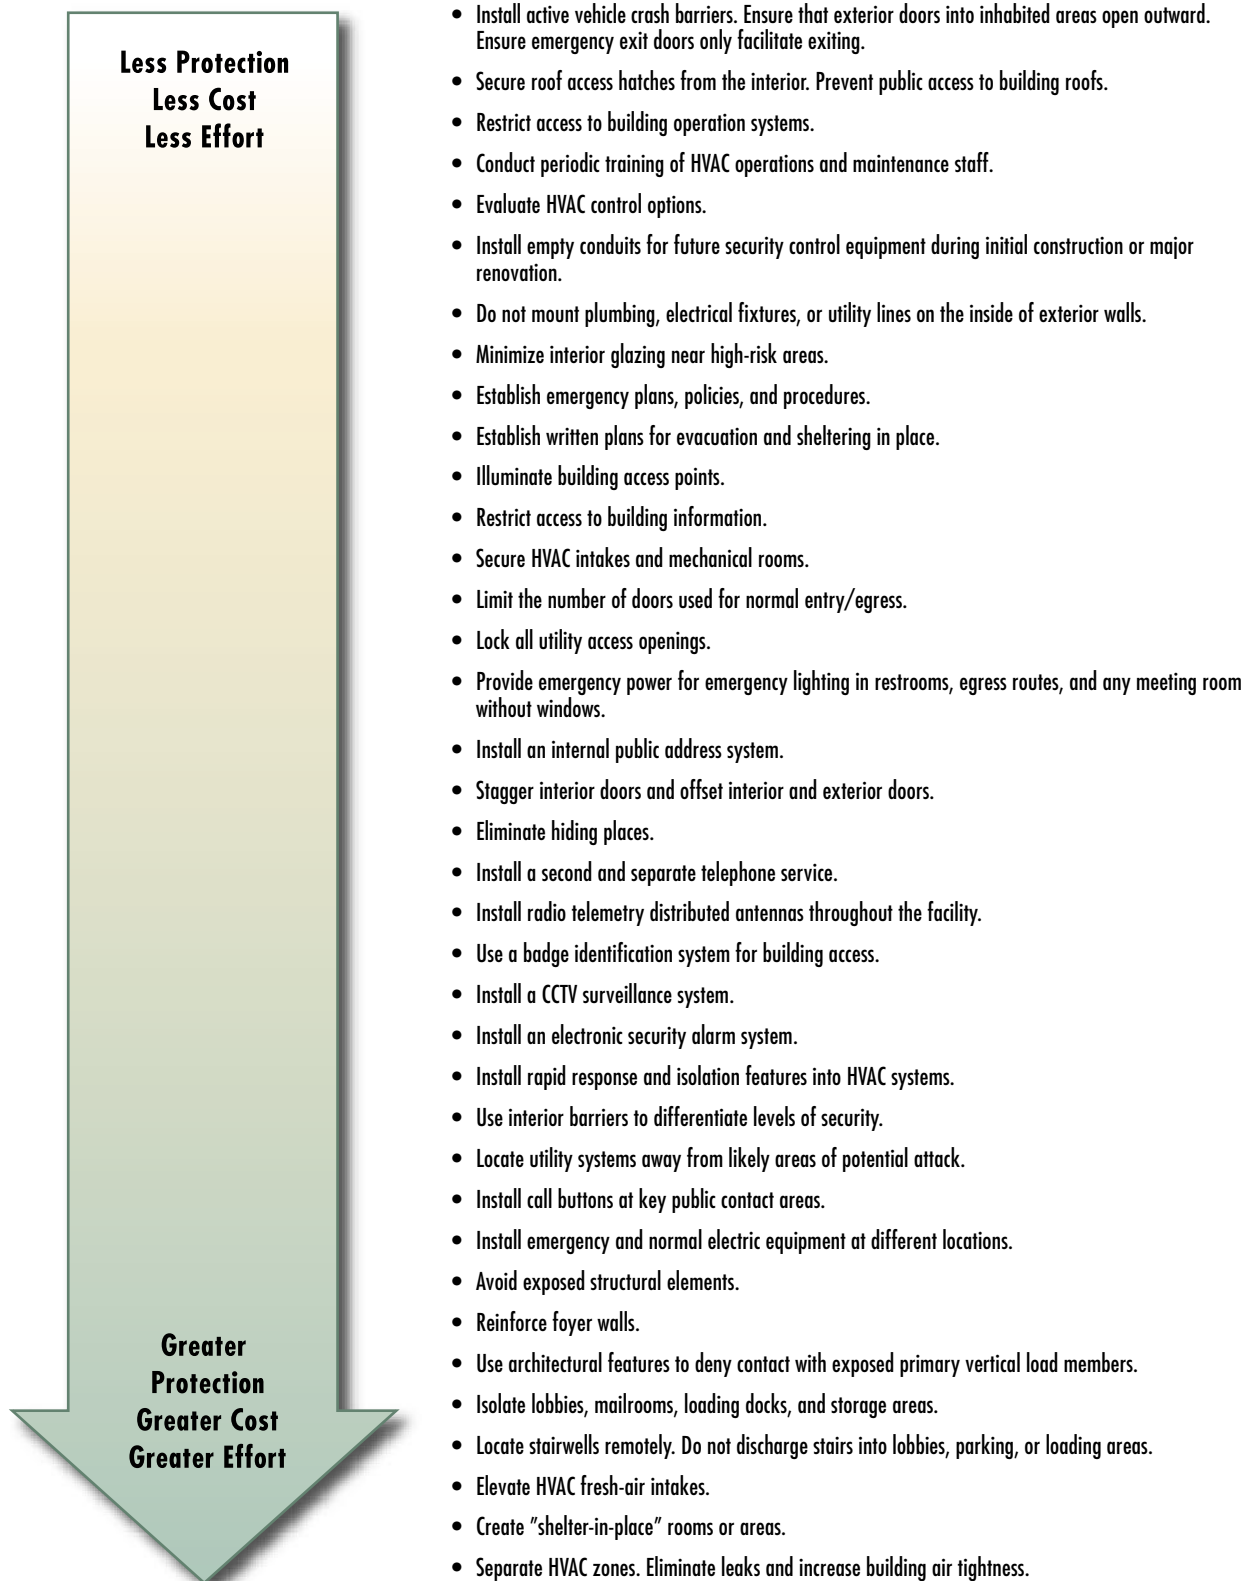 Less Protection
Less Cost
Less Effort
• Install active vehicle crash barriers. Ensure that exterior doors into inhabited areas open outward.
Ensure emergency exit doors only facilitate exiting.
• Secure roof access hatches from the interior. Prevent public access to building roofs.
• Restrict access to building operation systems.
• Conduct periodic training of HVAC operations and maintenance staff.
• Evaluate HVAC control options.
• Install empty conduits for future security control equipment during initial construction or major
renovation.
• Do not mount plumbing, electrical fixtures, or utility lines on the inside of exterior walls.
• Minimize interior glazing near high-risk areas.
• Establish emergency plans, policies, and procedures.
• Establish written plans for evacuation and sheltering in place.
• Illuminate building access points.
• Restrict access to building information.
• Secure HVAC intakes and mechanical rooms.
• Limit the number of doors used for normal entry/egress.
• Lock all utility access openings.
• Provide emergency power for emergency lighting in restrooms, egress routes, and any meeting room
without windows.
• Install an internal public address system.
• Stagger interior doors and offset interior and exterior doors.
• Eliminate hiding places.
• Install a second and separate telephone service.
• Install radio telemetry distributed antennas throughout the facility.
• Use a badge identification system for building access.
• Install a CCTV surveillance system.
• Install an electronic security alarm system.
• Install rapid response and isolation features into HVAC systems.
• Use interior barriers to differentiate levels of security.
• Locate utility systems away from likely areas of potential attack.
• Install call buttons at key public contact areas.
• Install emergency and normal electric equipment at different locations.
• Avoid exposed structural elements.
• Reinforce foyer walls.
• Use architectural features to deny contact with exposed primary vertical load members.
• Isolate lobbies, mailrooms, loading docks, and storage areas.
• Locate stairwells remotely. Do not discharge stairs into lobbies, parking, or loading areas.
• Elevate HVAC fresh-air intakes.
• Create "shelter-in-place" rooms or areas.
• Separate HVAC zones. Eliminate leaks and increase building air tightness.
Greater
Protection
Greater Cost
Greater Effort